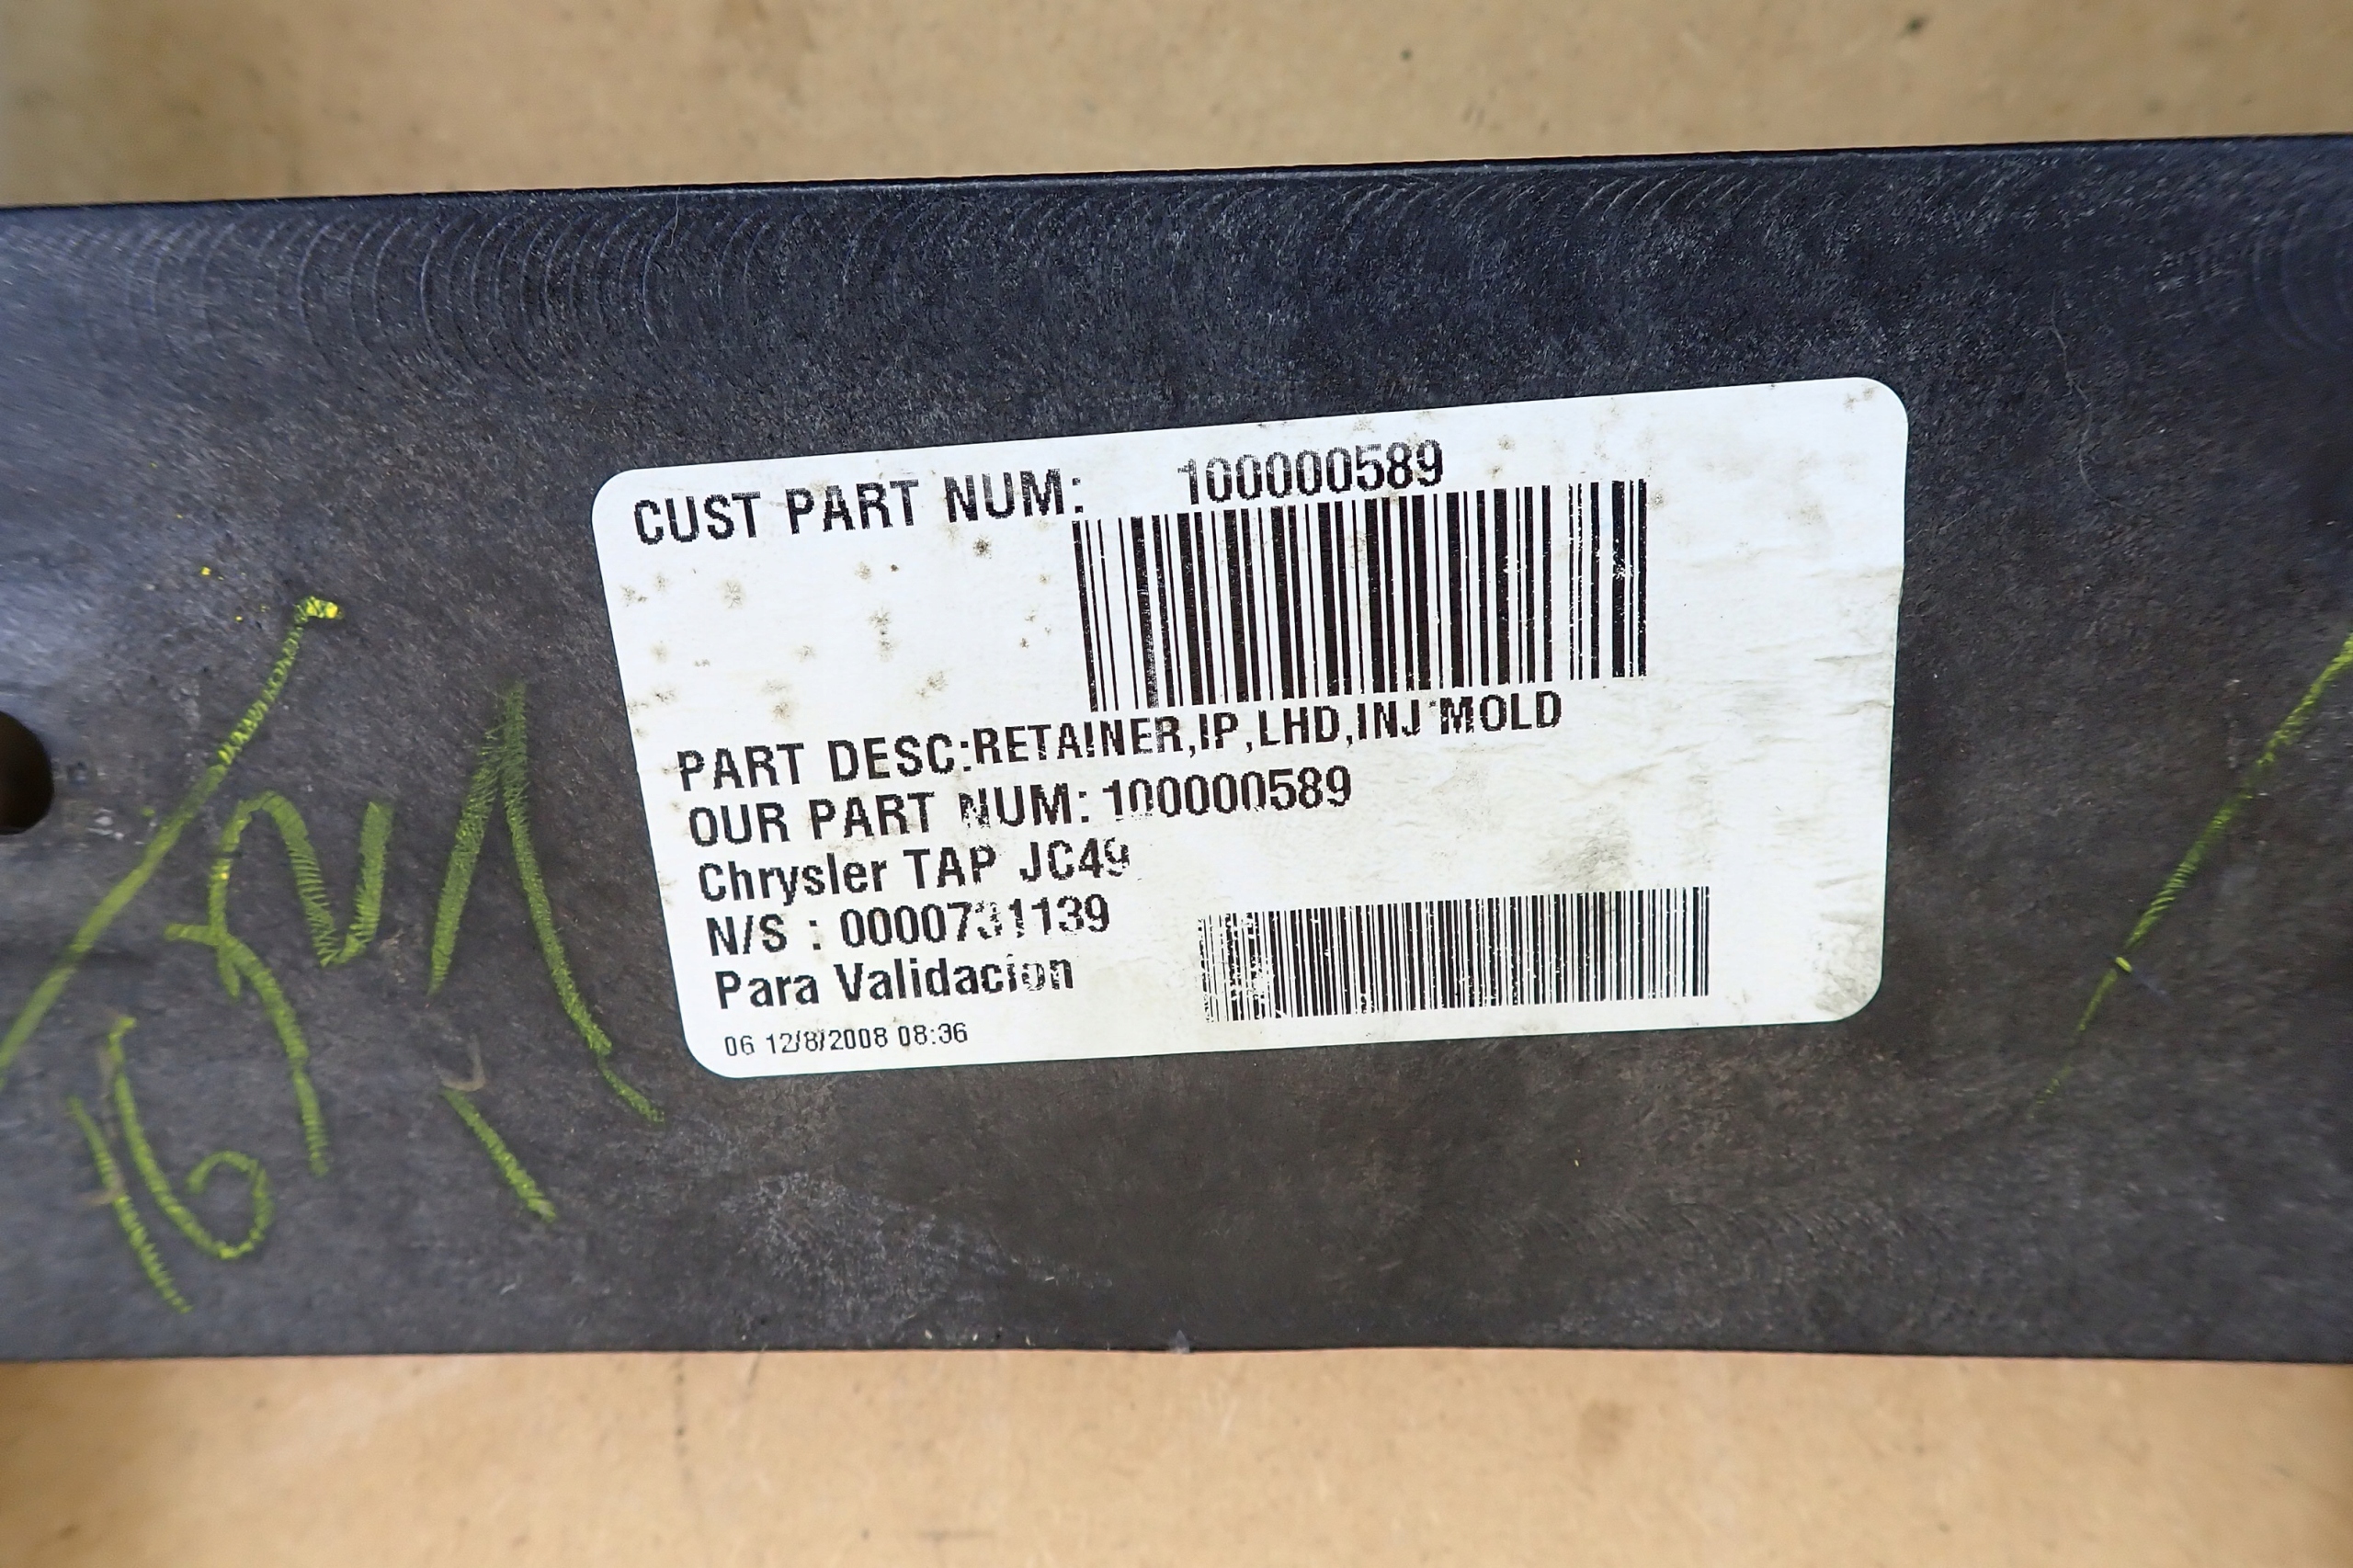 CUST PART NUM: 100000589
PART DESC:RETAINER,IP,LHD,INJ MOLD
OUR PART NUM: 100000589
Chrysler TAP JC49
N/S : 0000731139
Para Validacion
06 12/8/2008 08:36